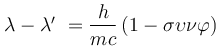 λ − λ′ = h/mc (1 − συνφ)